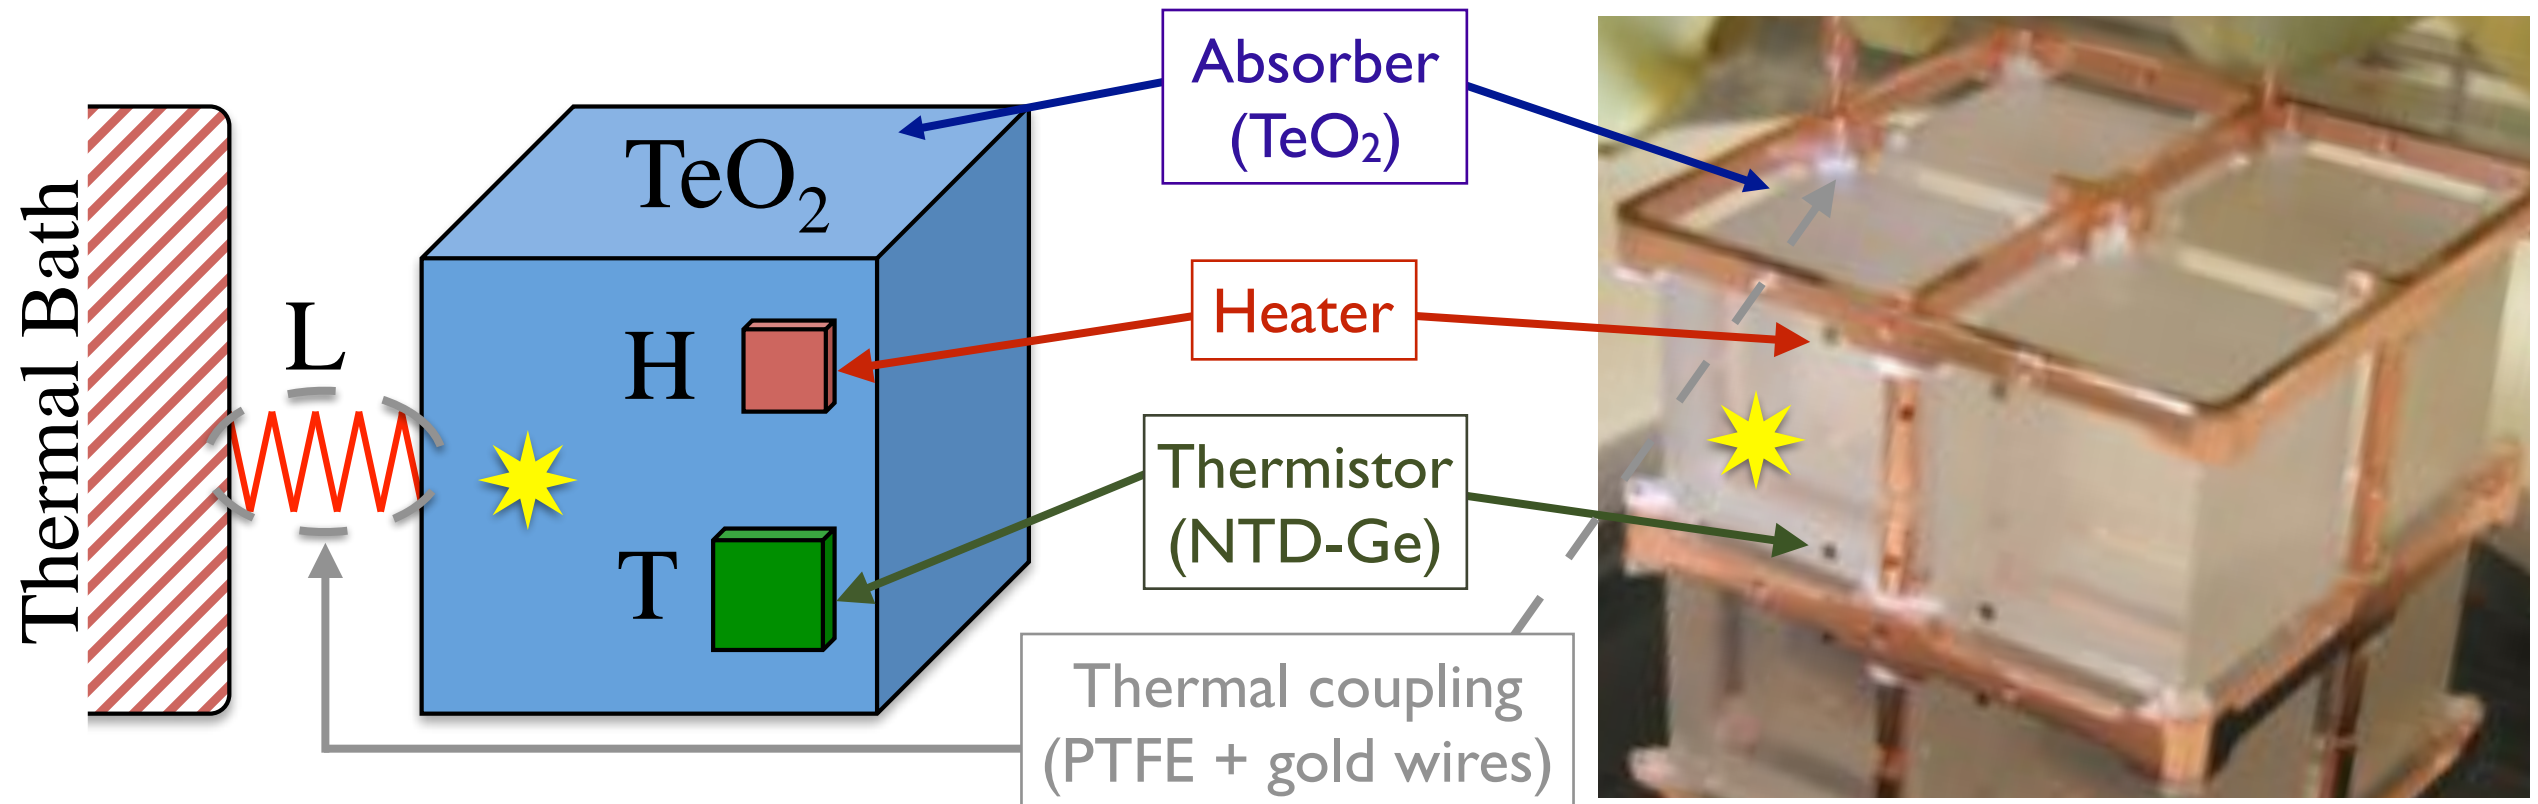 Thermal Bath
L
TeO₂
H
T
Absorber
(TeO₂)
Heater
Thermistor
(NTD-Ge)
Thermal coupling
(PTFE + gold wires)